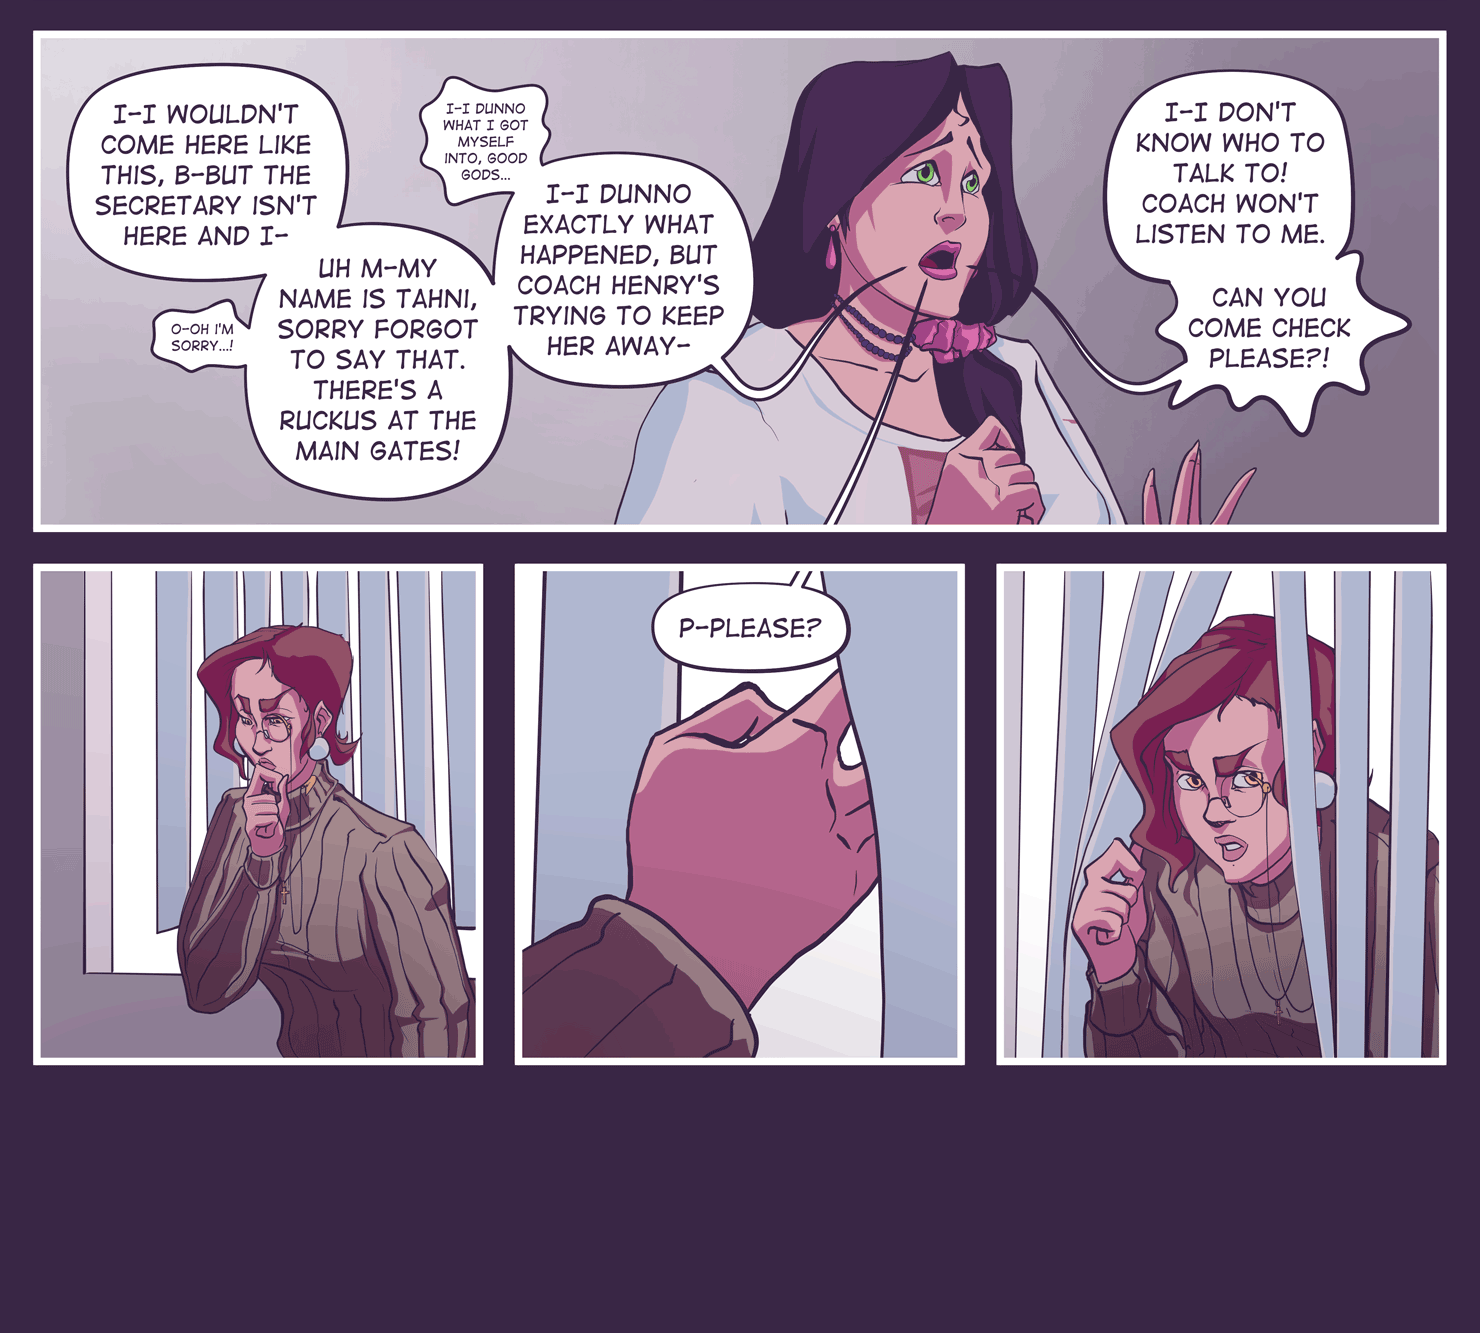 I-I WOULDN'T
COME HERE LIKE
THIS, B-BUT THE
SECRETARY ISN'T
HERE AND I-
O-OH I'M
SORRY...!
UH M-MY
NAME IS TAHNI,
SORRY FORGOT
TO SAY THAT.
THERE'S A
RUCKUS AT THE
MAIN GATES!
I-I DUNNO
WHAT I GOT
MYSELF
INTO, GOOD
GODS...
I-I DUNNO
EXACTLY WHAT
HAPPENED, BUT
COACH HENRY'S
TRYING TO KEEP
HER AWAY-
I-I DON'T
KNOW WHO TO
TALK TO!
COACH WON'T
LISTEN TO ME.
CAN YOU
COME CHECK
PLEASE?!
P-PLEASE?